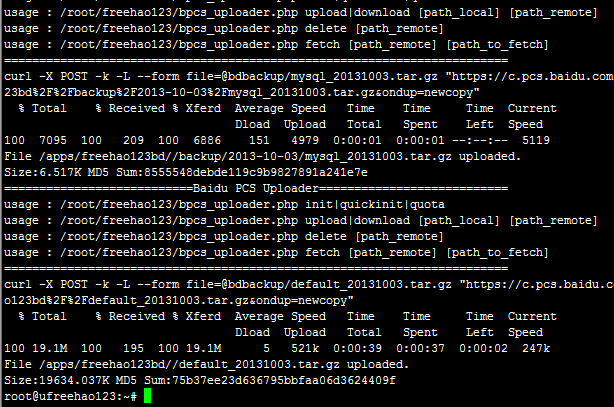 usage : /root/freehao123/bpcs_uploader.php upload|download [path_local] [path_remote]
usage : /root/freehao123/bpcs_uploader.php delete [path_remote]
usage : /root/freehao123/bpcs_uploader.php fetch [path_remote] [path_to_fetch]
========================================================================
curl -X POST -k -L --form file=@bdbackup/mysql_20131003.tar.gz "https://c.pcs.baidu.com
23bd%2F%2Fbackup%2F2013-10-03%2Fmysql_20131003.tar.gz&ondup=newcopy"
% Total % Received % Xferd Average Speed Time Time Time Current
Dload Upload Total Spent Left Speed
100 7095 100 209 100 6886 151 4979 0:00:01 0:00:01 --:--:-- 5119
File /apps/freehao123bd//backup/2013-10-03/mysql_20131003.tar.gz uploaded.
Size:6.517K MD5 Sum:8555548debde119c9b9827891a241e7e
===========================Baidu PCS Uploader===========================
usage : /root/freehao123/bpcs_uploader.php init|quickinit|quota
usage : /root/freehao123/bpcs_uploader.php upload|download [path_local] [path_remote]
usage : /root/freehao123/bpcs_uploader.php delete [path_remote]
usage : /root/freehao123/bpcs_uploader.php fetch [path_remote] [path_to_fetch]
========================================================================
curl -X POST -k -L --form file=@bdbackup/default_20131003.tar.gz "https://c.pcs.baidu.c
o123bd%2F%2Fdefault_20131003.tar.gz&ondup=newcopy"
% Total % Received % Xferd Average Speed Time Time Time Current
Dload Upload Total Spent Left Speed
100 19.1M 100 195 100 19.1M 5 521k 0:00:39 0:00:37 0:00:02 247k
File /apps/freehao123bd//default_20131003.tar.gz uploaded.
Size:19634.037K MD5 Sum:75b37ee23d636795bbfaa06d3624409f
root@ufreehao123:~#